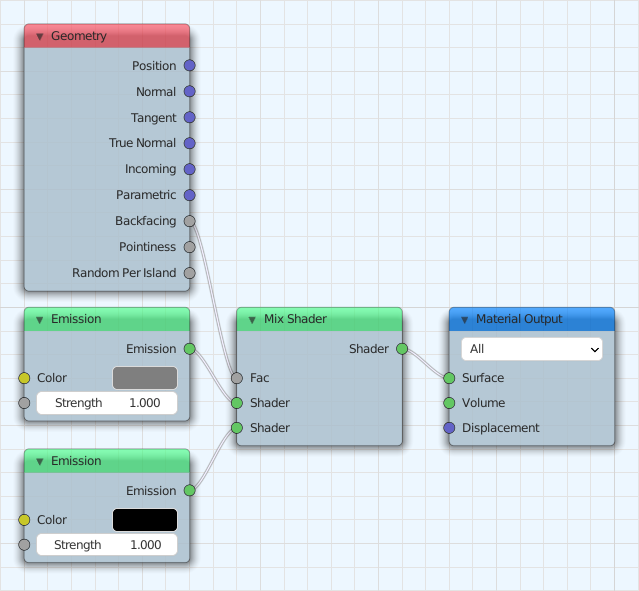 Geometry
Position
Normal
Tangent
True Normal
Incoming
Parametric
Backfacing
Pointiness
Random Per Island
Emission
Emission
Color
Strength 1.000
Mix Shader
Shader
Fac
Shader
Shader
Material Output
All
Surface
Volume
Displacement
Emission
Emission
Color
Strength 1.000